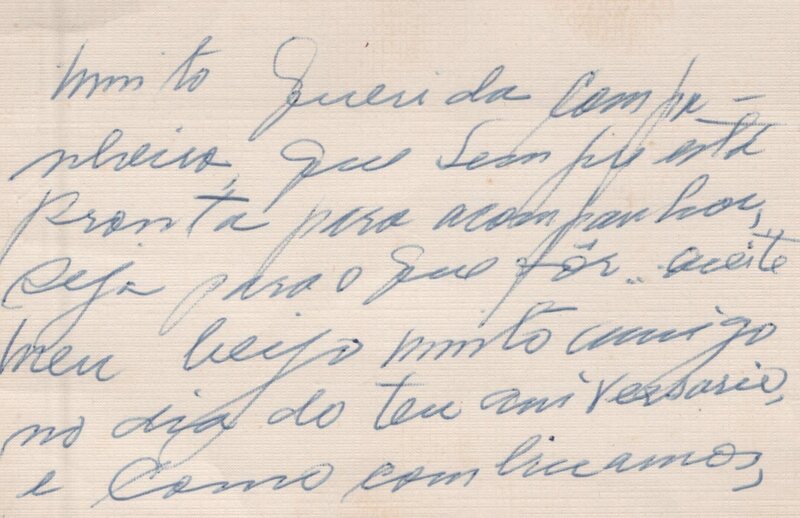 Muito Querida compa-
nheira, que sempre está
pronta para acompanhar,
seja para o que fôr.. aceite
meu beijo muito amigo
no dia do teu aniversario,
e como combinamos,